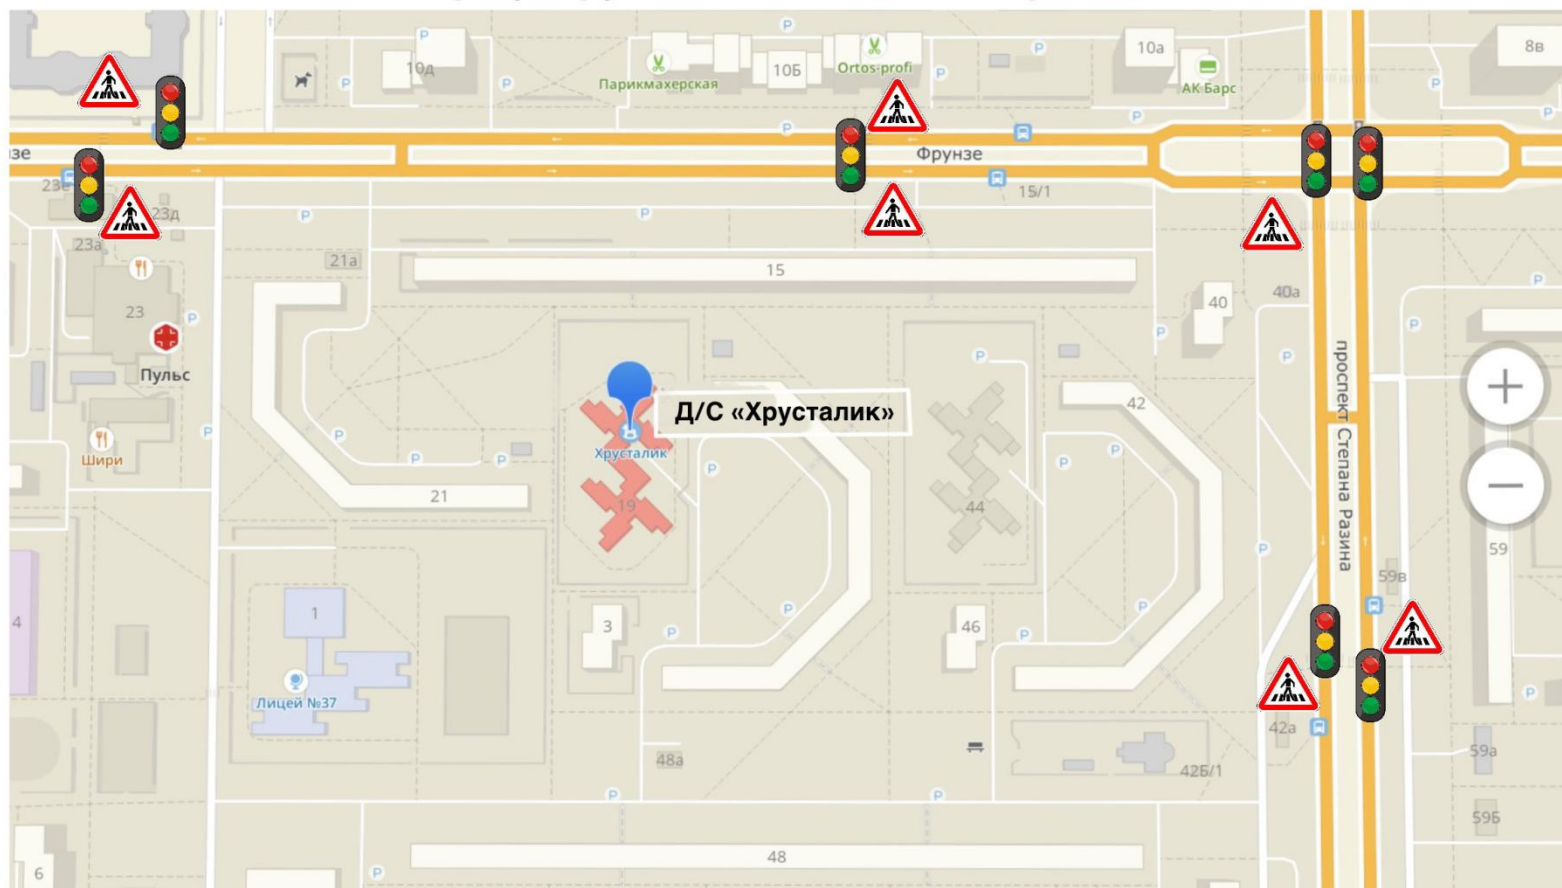 10д
Парикмахерская
10Б
Ortos-profi
10а
АК Барс
8в
зе
Фрунзе
23е
23д
15/1
23а
21а
15
40
40а
23
Пульс
проспект Степана Разина
Д/С «Хрусталик»
42
Шири
Хрусталик
21
19
44
59
59в
1
3
46
4
Лицей №37
42а
48а
42Б/1
59а
59Б
48
6